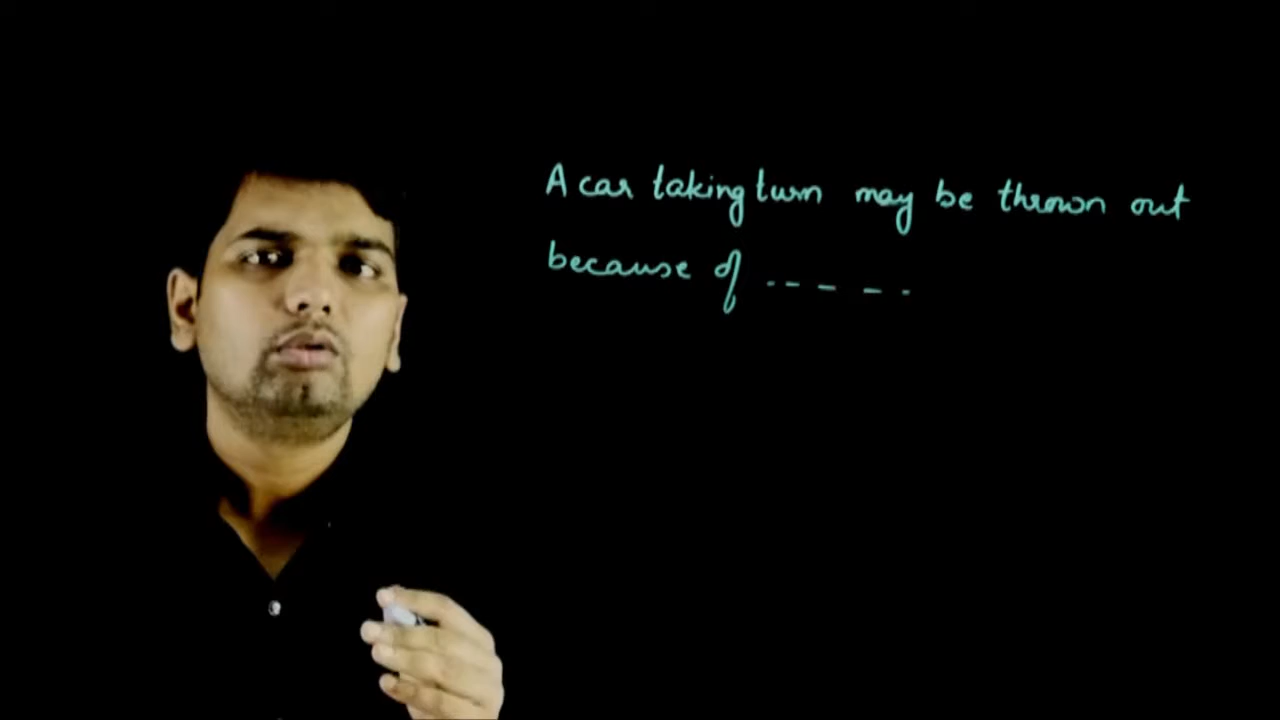 A car taking turn may be thrown out
because of -----